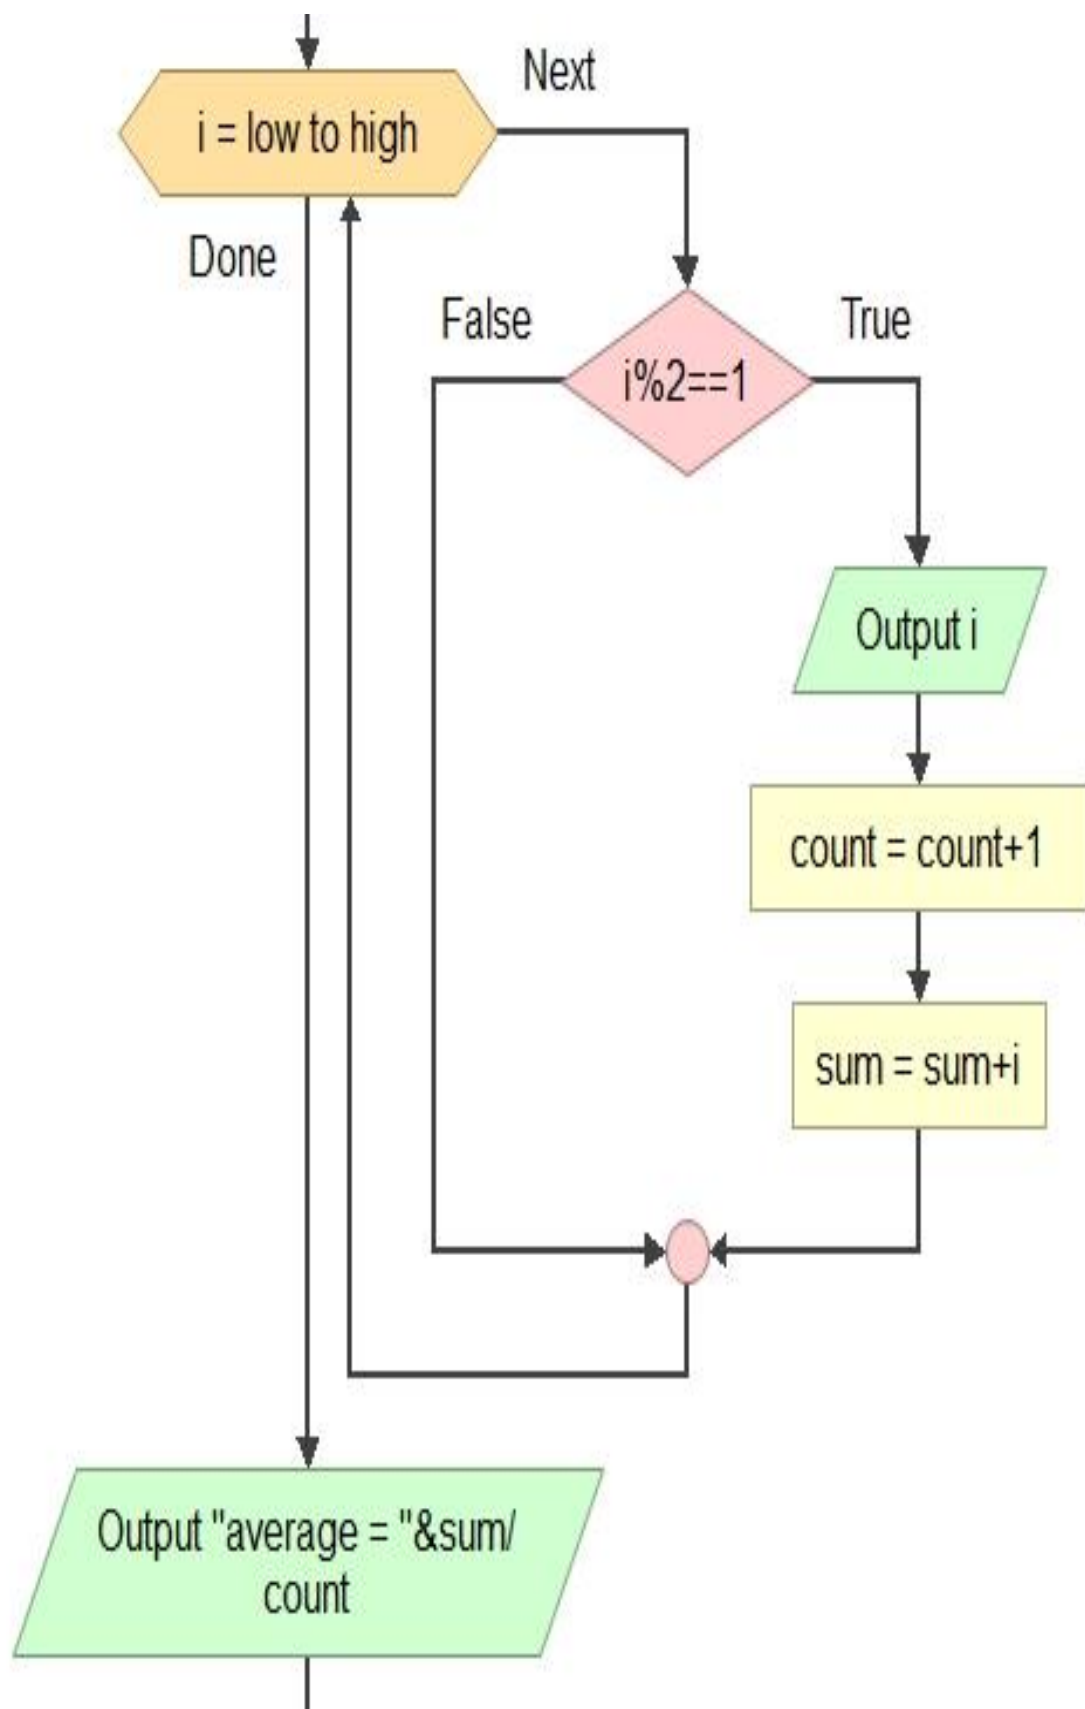 Next
i = low to high
Done
False
True
i%2==1
Output i
count = count+1
sum = sum+i
Output "average = "&sum/
count